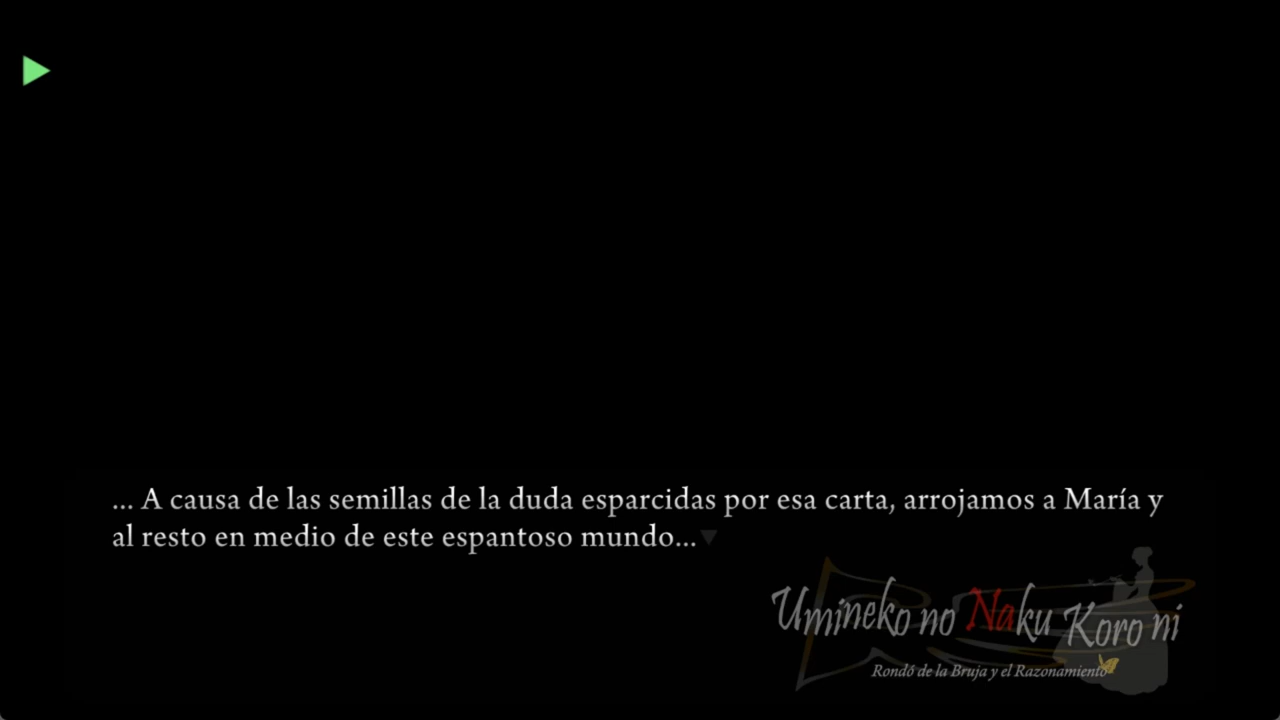 ... A causa de las semillas de la duda esparcidas por esa carta, arrojamos a María y
al resto en medio de este espantoso mundo...
Umineko no Naku Koro ni
Rondó de la Bruja y el Razonamiento